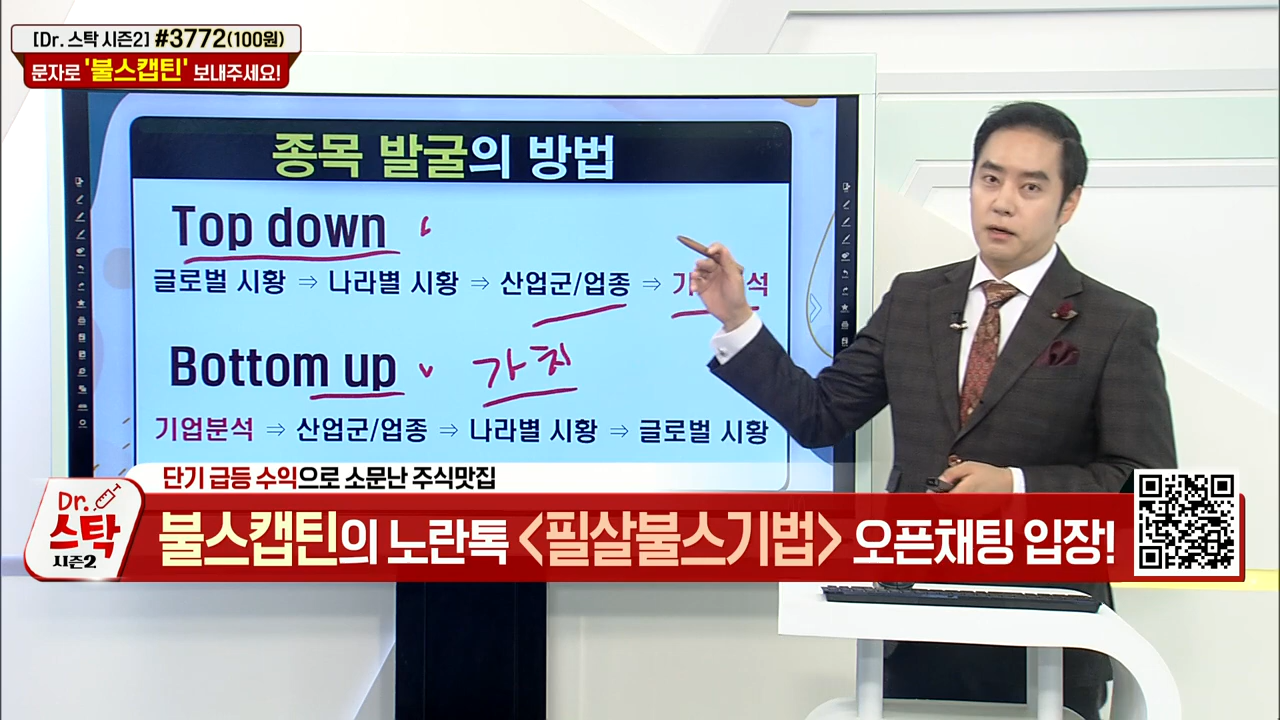 [Dr. 스탁 시즌2] #3772(100원)
문자로 '불스캡틴' 보내주세요!
종목 발굴의 방법
Top down
글로벌 시황 ⇒ 나라별 시황 ⇒ 산업군/업종 ⇒ 기 석
Bottom up 가치
기업분석 ⇒ 산업군/업종 ⇒ 나라별 시황 ⇒ 글로벌 시황
단기 급등 수익으로 소문난 주식맛집
Dr.
스탁
시즌2
불스캡틴의 노란톡 <필살불스기법> 오픈채팅 입장!